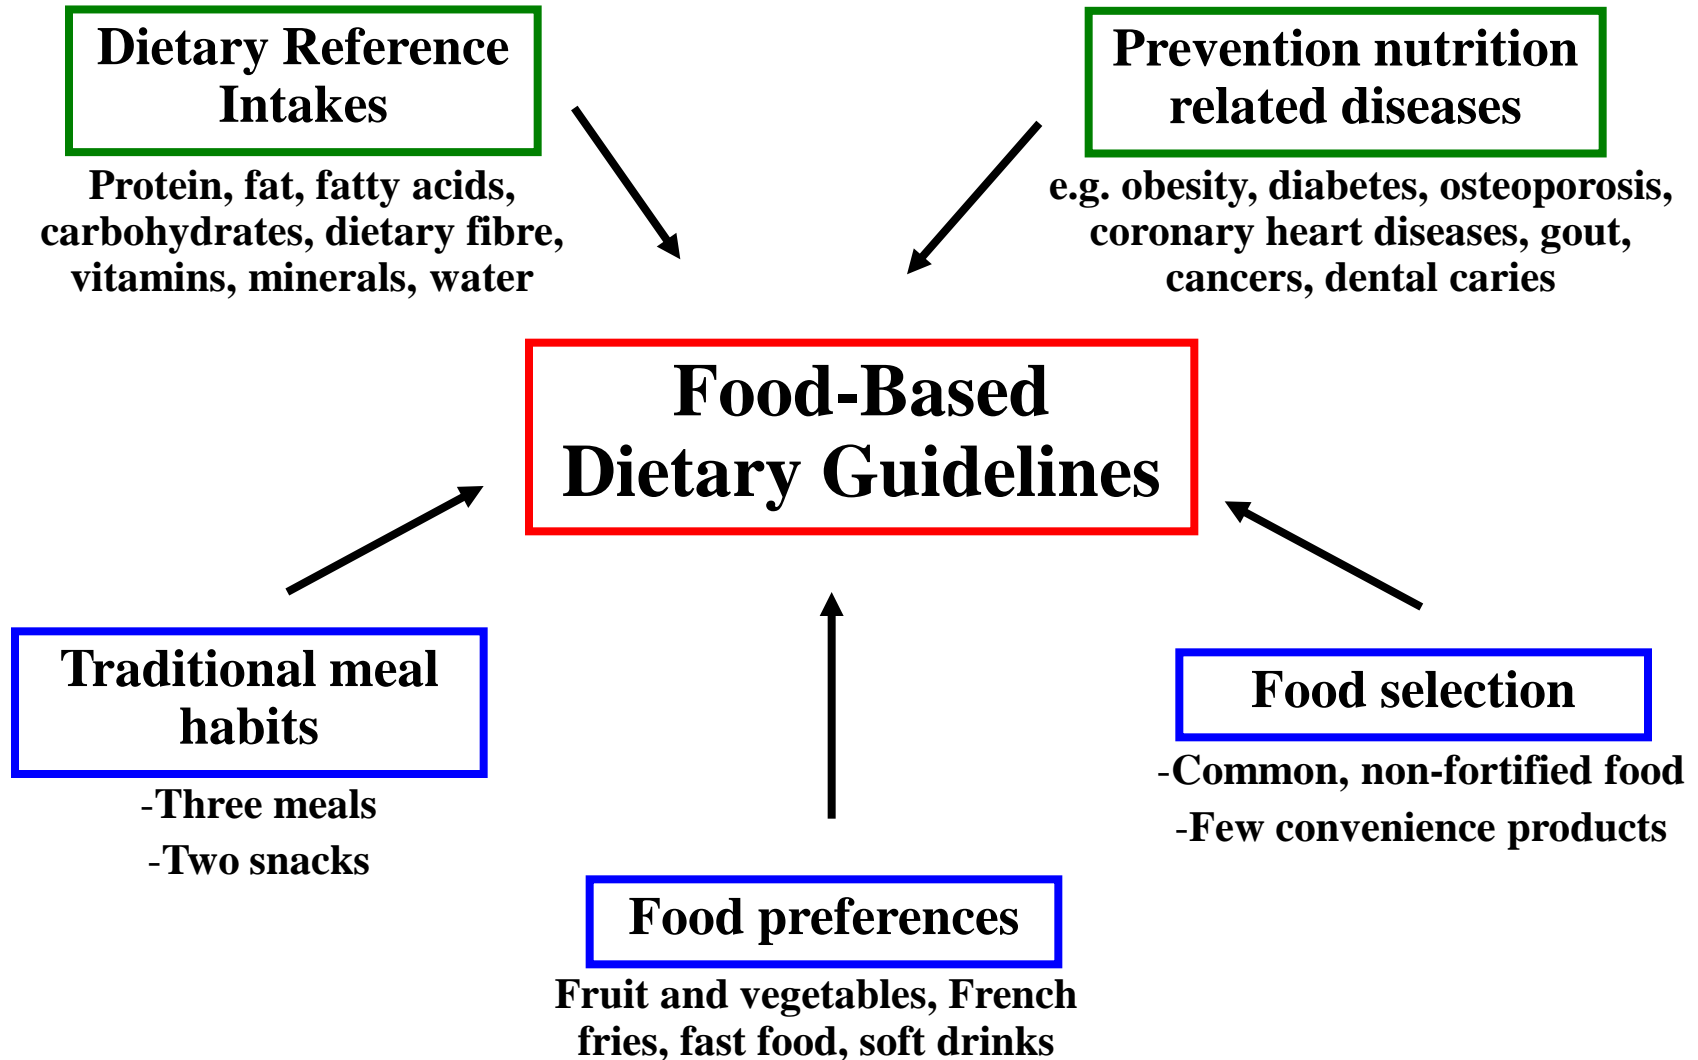 Dietary Reference
Intakes
Protein, fat, fatty acids,
carbohydrates, dietary fibre,
vitamins, minerals, water
Prevention nutrition
related diseases
e.g. obesity, diabetes, osteoporosis,
coronary heart diseases, gout,
cancers, dental caries
Food-Based
Dietary Guidelines
Traditional meal
habits
-Three meals
-Two snacks
Food preferences
Fruit and vegetables, French
fries, fast food, soft drinks
Food selection
-Common, non-fortified food
-Few convenience products